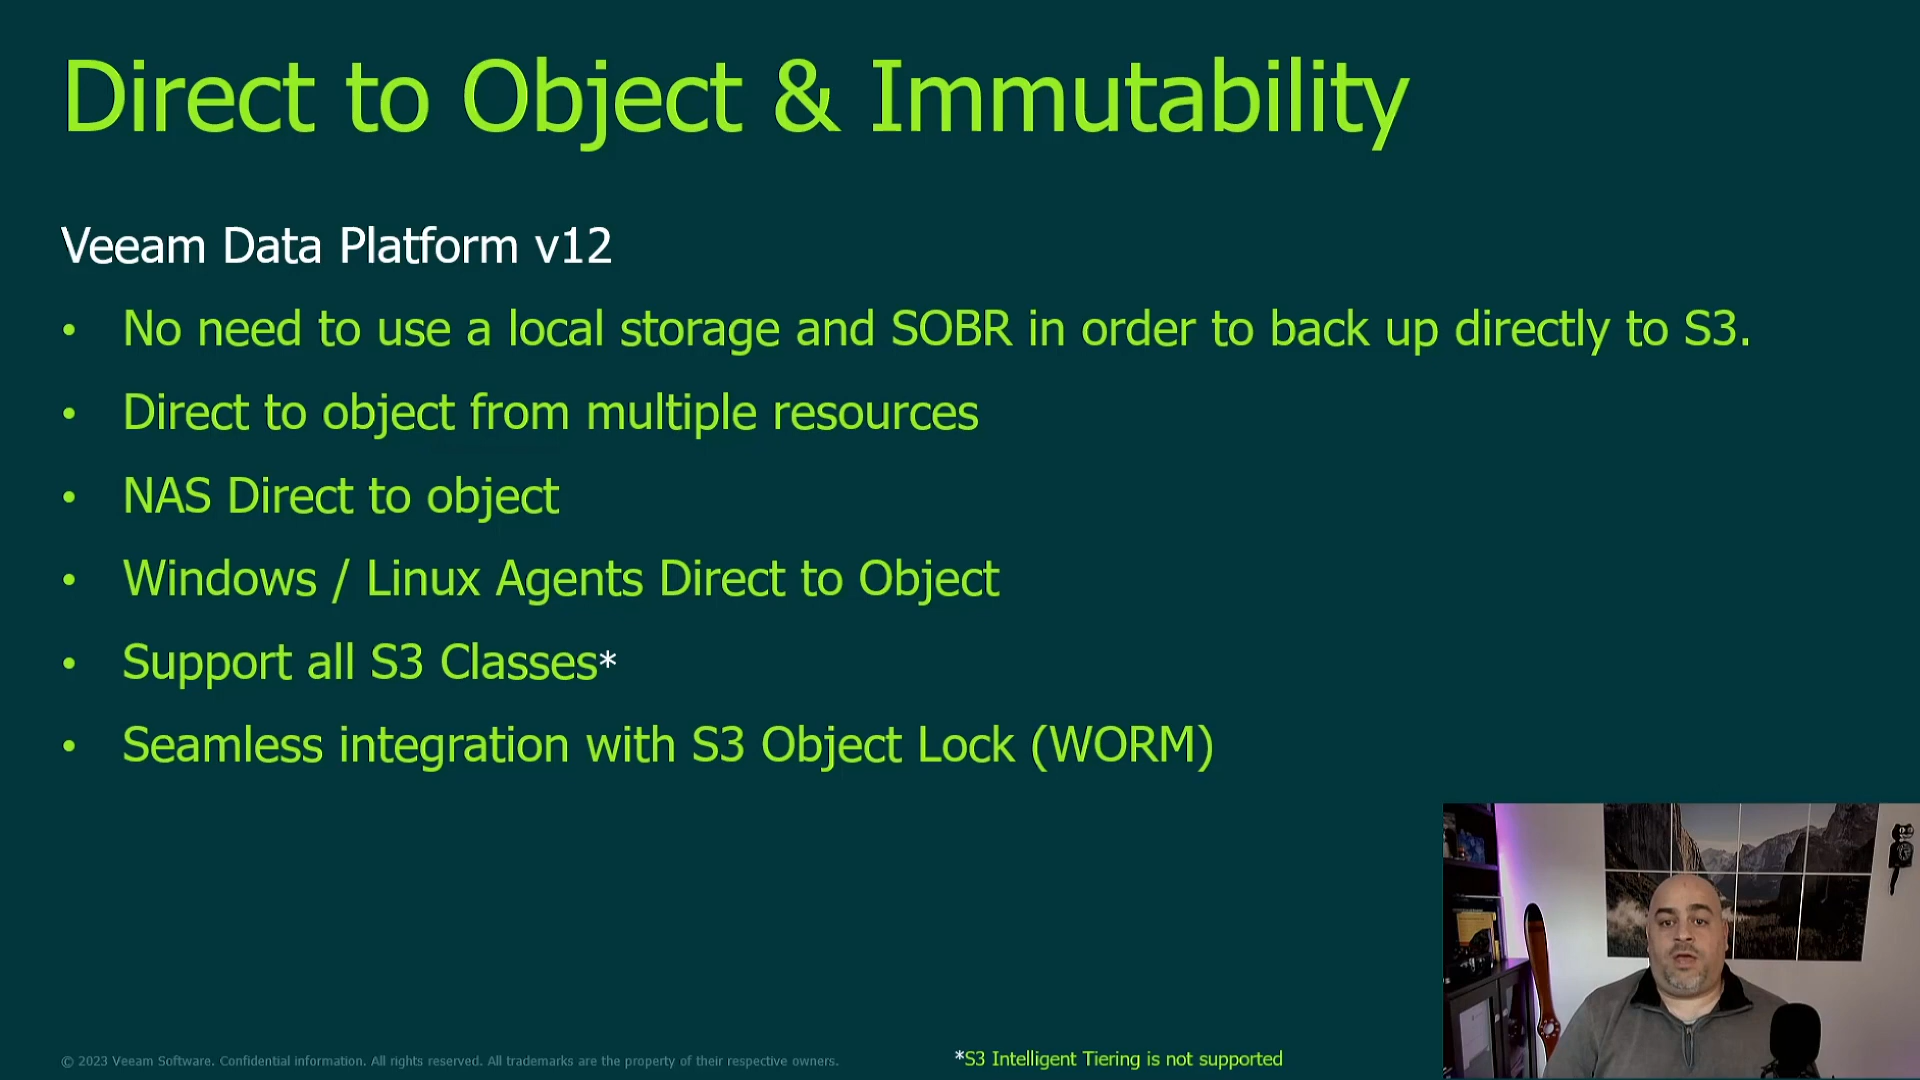 Direct to Object & Immutability
Veeam Data Platform v12
• No need to use a local storage and SOBR in order to back up directly to S3.
• Direct to object from multiple resources
• NAS Direct to object
• Windows / Linux Agents Direct to Object
• Support all S3 Classes*
• Seamless integration with S3 Object Lock (WORM)
© 2023 Veeam Software. Confidential information. All rights reserved. All trademarks are the property of their respective owners.
*S3 Intelligent Tiering is not supported